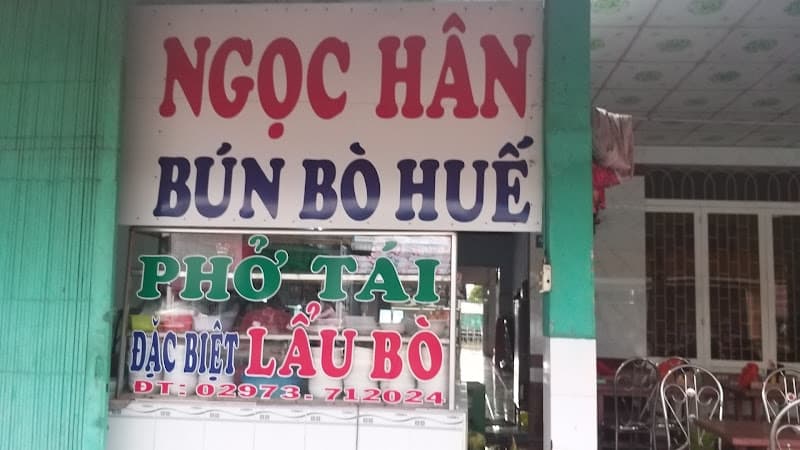 NGỌC HÂN
BÚN BÒ HUẾ
PHỞ TÁI
ĐẶC BIỆT LẨU BÒ
ĐT: 02973. 712024